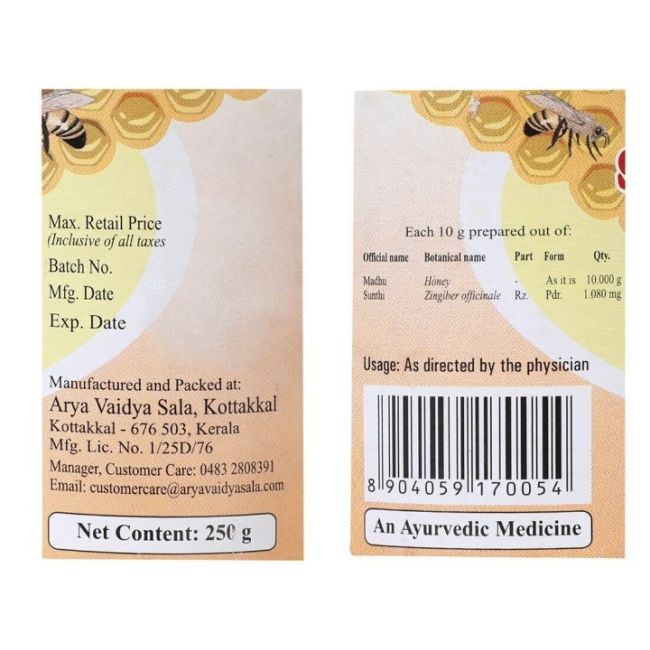 Max. Retail Price
(Inclusive of all taxes
Batch No.
Mfg. Date
Exp. Date
Manufactured and Packed at:
Arya Vaidya Sala, Kottakkal
Kottakkal - 676 503, Kerala
Mfg. Lic. No. 1/25D/76
Manager, Customer Care: 0483 2808391
Email: customercare@aryavaidyasala.com
Net Content: 250 g
Each 10 g prepared out of:
Official name Botanical name Part Form Qty.
Madhu Honey - As it is 10.000 g
Sunthi Zingiber officinale Rz. Pdr. 1.080 mg
Usage: As directed by the physician
8 904059 170054
An Ayurvedic Medicine